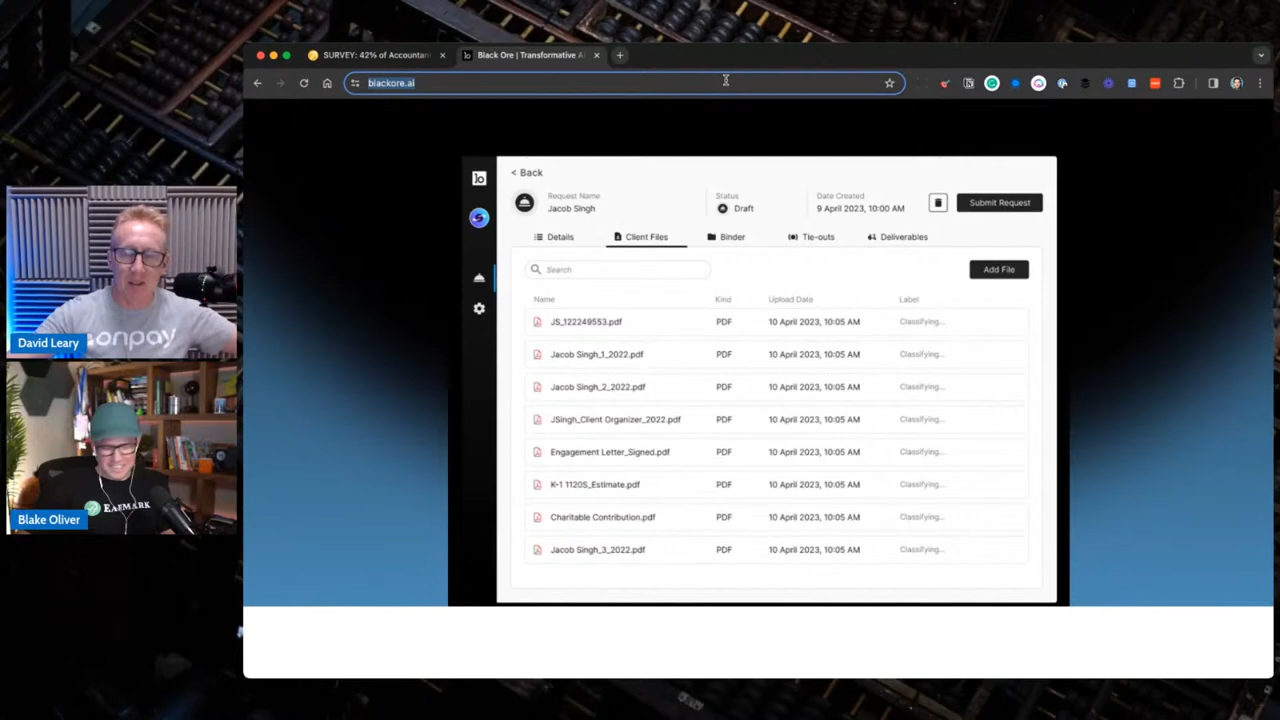 SURVEY: 42% of Accountan
Black Ore | Transformative AI
blackore.ai
< Back
Request Name
Jacob Singh
Status
Draft
Date Created
9 April 2023, 10:00 AM
Submit Request
Details
Client Files
Binder
Tie-outs
Deliverables
Search
Add File
Name Kind Upload Date Label
JS_122249553.pdf PDF 10 April 2023, 10:05 AM Classifying...
Jacob Singh_1_2022.pdf PDF 10 April 2023, 10:05 AM Classifying...
Jacob Singh_2_2022.pdf PDF 10 April 2023, 10:05 AM Classifying...
JSingh_Client Organizer_2022.pdf PDF 10 April 2023, 10:05 AM Classifying...
Engagement Letter_Signed.pdf PDF 10 April 2023, 10:05 AM Classifying...
K-1 1120S_Estimate.pdf PDF 10 April 2023, 10:05 AM Classifying...
Charitable Contribution.pdf PDF 10 April 2023, 10:05 AM Classifying...
Jacob Singh_3_2022.pdf PDF 10 April 2023, 10:05 AM Classifying...
onpay
David Leary
EARMARK
Blake Oliver